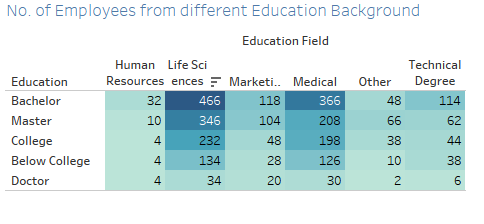 No. of Employees from different Education Background
Education Field
Human Life Sci Technical
Education Resources ences Marketi.. Medical Other Degree
Bachelor 32 466 118 366 48 114
Master 10 346 104 208 66 62
College 4 232 48 198 38 44
Below College 4 134 28 126 10 38
Doctor 4 34 20 30 2 6